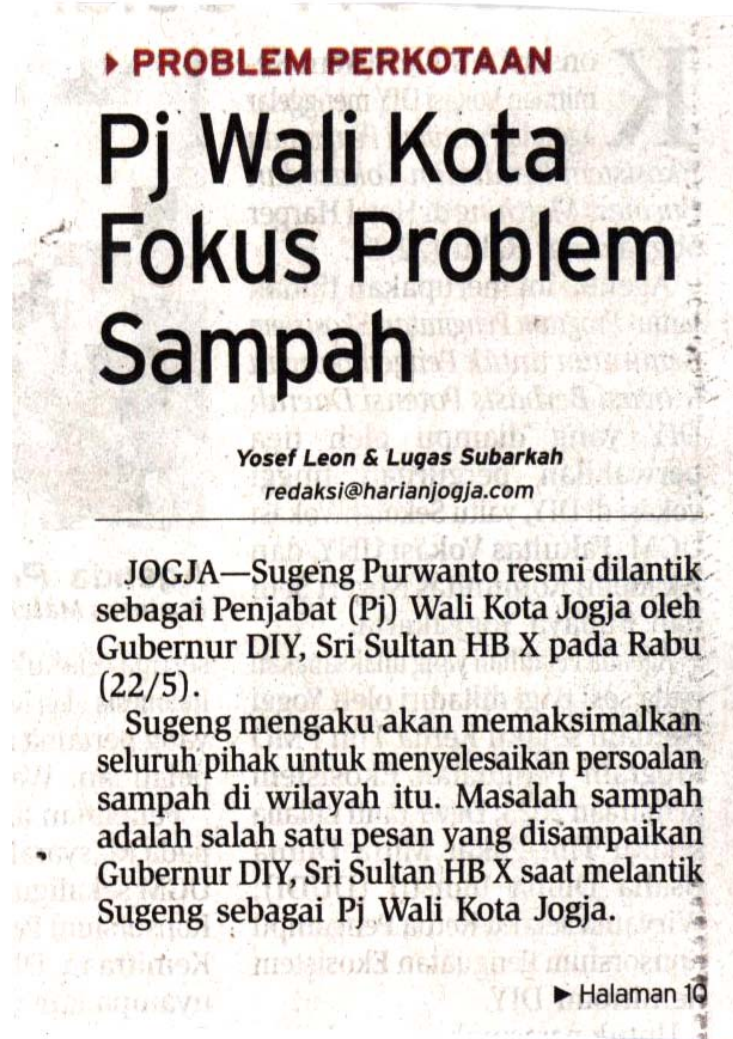 ▸ PROBLEM PERKOTAAN
Pj Wali Kota
Fokus Problem
Sampah
Yosef Leon & Lugas Subarkah
redaksi@harianjogja.com
JOGJA—Sugeng Purwanto resmi dilantik
sebagai Penjabat (Pj) Wali Kota Jogja oleh
Gubernur DIY, Sri Sultan HB X pada Rabu
(22/5).
Sugeng mengaku akan memaksimalkan
seluruh pihak untuk menyelesaikan persoalan
sampah di wilayah itu. Masalah sampah
adalah salah satu pesan yang disampaikan
Gubernur DIY, Sri Sultan HB X saat melantik
Sugeng sebagai Pj Wali Kota Jogja.
▸ Halaman 10